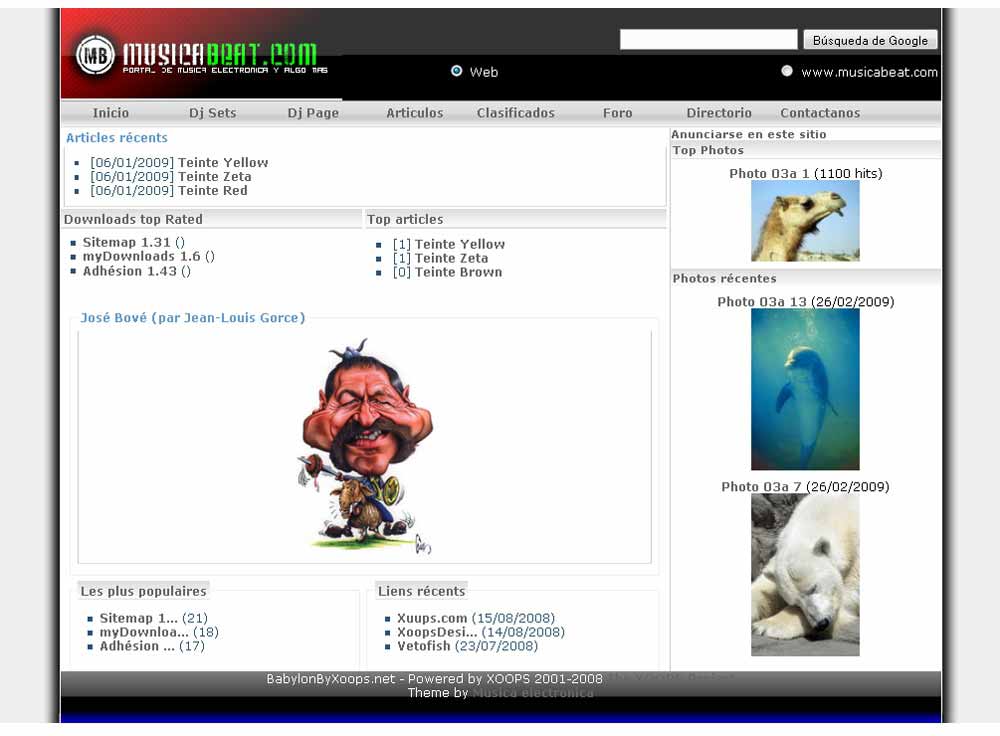 MB MUSICABEAT.COM
PORTAL DE MUSICA ELECTRONICA Y ALGO MAS
Búsqueda de Google
Web
www.musicabeat.com
Inicio Dj Sets Dj Page Articulos Clasificados Foro Directorio Contactanos
Articles récents
[06/01/2009] Teinte Yellow
[06/01/2009] Teinte Zeta
[06/01/2009] Teinte Red
Downloads top Rated
Sitemap 1.31 ()
myDownloads 1.6 ()
Adhésion 1.43 ()
Top articles
[1] Teinte Yellow
[1] Teinte Zeta
[0] Teinte Brown
José Bové (par Jean-Louis Gorce)
Les plus populaires
Sitemap 1... (21)
myDownloa... (18)
Adhésion ... (17)
Liens récents
Xuups.com (15/08/2008)
XoopsDesi... (14/08/2008)
Vetofish (23/07/2008)
Anunciarse en este sitio
Top Photos
Photo 03a 1 (1100 hits)
Photos récentes
Photo 03a 13 (26/02/2009)
Photo 03a 7 (26/02/2009)
BabylonByXoops.net - Powered by XOOPS 2001-2008 The XOOPS Project
Theme by Musica electronica